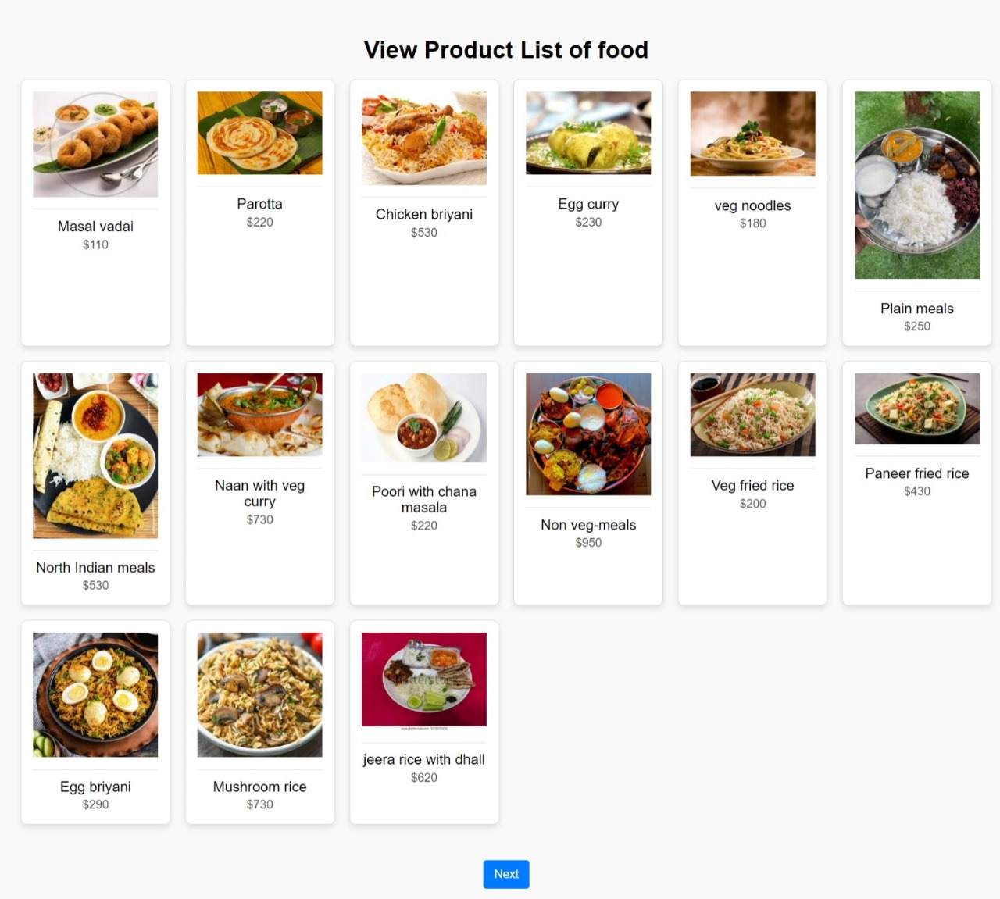 View Product List of food
Masal vadai
$110
Parotta
$220
Chicken briyani
$530
Egg curry
$230
veg noodles
$180
Plain meals
$250
North Indian meals
$530
Naan with veg
curry
$730
Poori with chana
masala
$220
Non veg-meals
$950
Veg fried rice
$200
Paneer fried rice
$430
Egg briyani
$290
Mushroom rice
$730
shutterstock
jeera rice with dhall
$620
Next